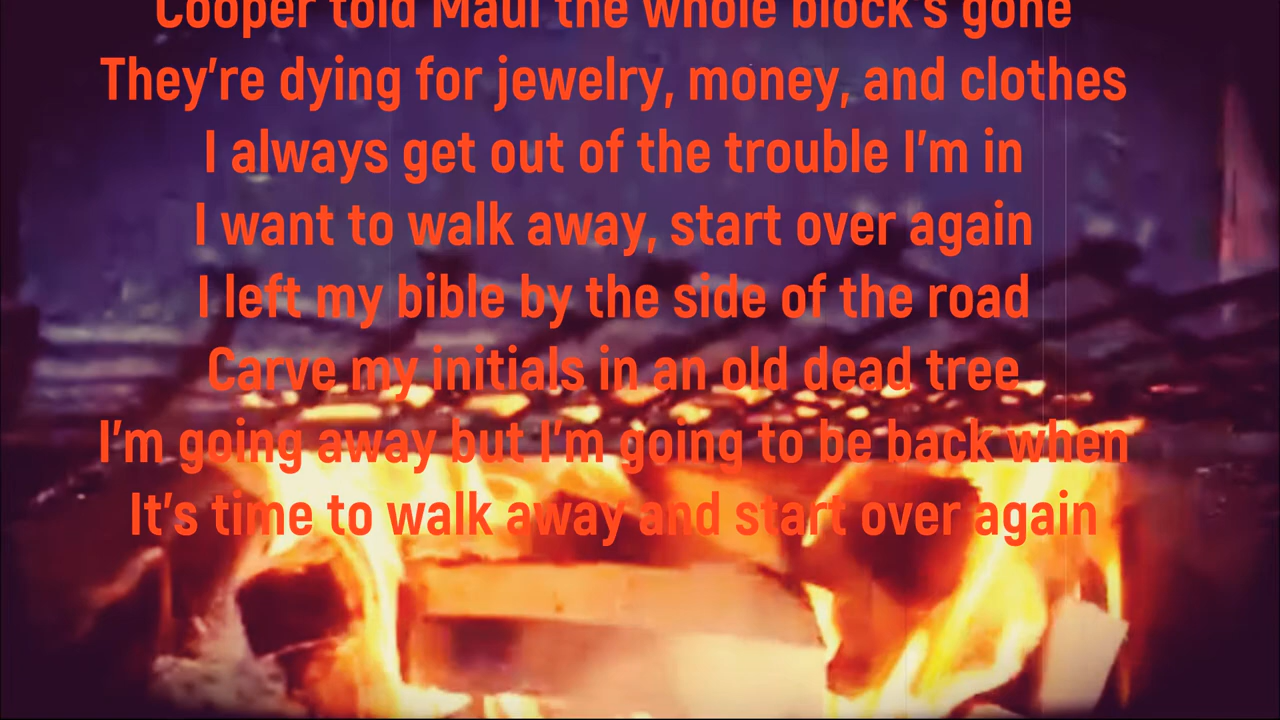 Cooper told Maui the whole block's gone
They're dying for jewelry, money, and clothes
I always get out of the trouble I'm in
I want to walk away, start over again
I left my bible by the side of the road
Carve my initials in an old dead tree
I'm going away but I'm going to be back when
It's time to walk away and start over again